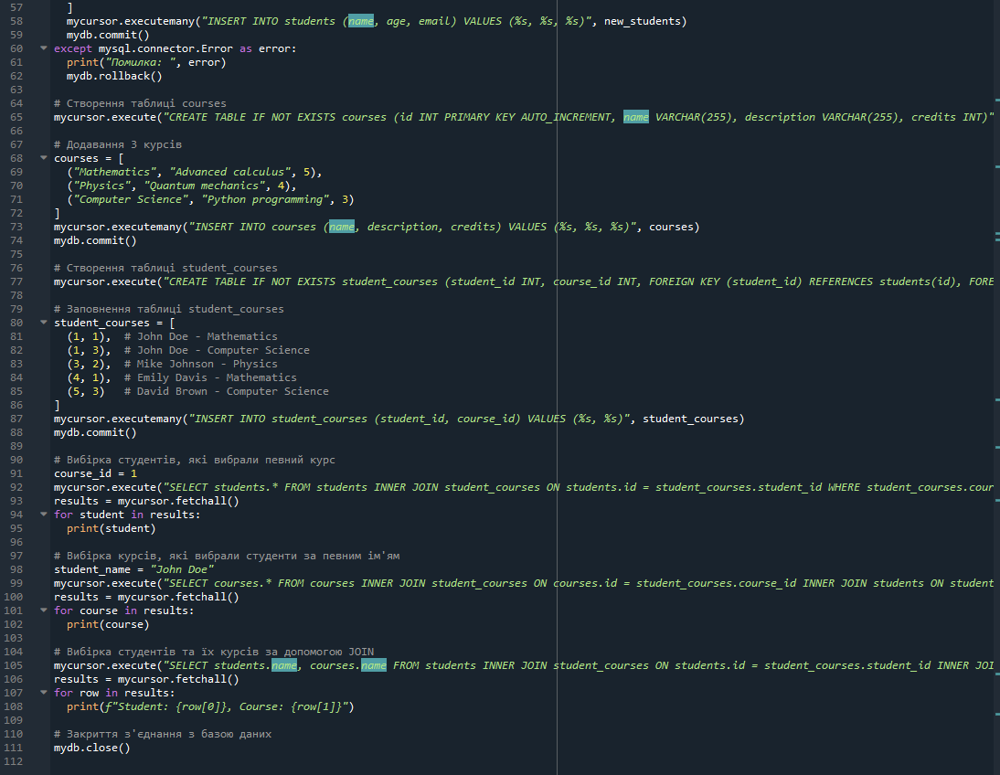 57 ]
58 mycursor.executemany("INSERT INTO students (name, age, email) VALUES (%s, %s, %s)", new_students)
59 mydb.commit()
60 except mysql.connector.Error as error:
61 print("Помилка: ", error)
62 mydb.rollback()
63
64 # Створення таблиці courses
65 mycursor.execute("CREATE TABLE IF NOT EXISTS courses (id INT PRIMARY KEY AUTO_INCREMENT, name VARCHAR(255), description VARCHAR(255), credits INT)"
66
67 # Додавання 3 курсів
68 courses = [
69 ("Mathematics", "Advanced calculus", 5),
70 ("Physics", "Quantum mechanics", 4),
71 ("Computer Science", "Python programming", 3)
72 ]
73 mycursor.executemany("INSERT INTO courses (name, description, credits) VALUES (%s, %s, %s)", courses)
74 mydb.commit()
75
76 # Створення таблиці student_courses
77 mycursor.execute("CREATE TABLE IF NOT EXISTS student_courses (student_id INT, course_id INT, FOREIGN KEY (student_id) REFERENCES students(id), FORE
78
79 # Заповнення таблиці student_courses
80 student_courses = [
81 (1, 1), # John Doe - Mathematics
82 (1, 3), # John Doe - Computer Science
83 (3, 2), # Mike Johnson - Physics
84 (4, 1), # Emily Davis - Mathematics
85 (5, 3) # David Brown - Computer Science
86 ]
87 mycursor.executemany("INSERT INTO student_courses (student_id, course_id) VALUES (%s, %s)", student_courses)
88 mydb.commit()
89
90 # Вибірка студентів, які вибрали певний курс
91 course_id = 1
92 mycursor.execute("SELECT students.* FROM students INNER JOIN student_courses ON students.id = student_courses.student_id WHERE student_courses.cour
93 results = mycursor.fetchall()
94 for student in results:
95 print(student)
96
97 # Вибірка курсів, які вибрали студенти за певним ім'ям
98 student_name = "John Doe"
99 mycursor.execute("SELECT courses.* FROM courses INNER JOIN student_courses ON courses.id = student_courses.course_id INNER JOIN students ON student
100 results = mycursor.fetchall()
101 for course in results:
102 print(course)
103
104 # Вибірка студентів та їх курсів за допомогою JOIN
105 mycursor.execute("SELECT students.name, courses.name FROM students INNER JOIN student_courses ON students.id = student_courses.student_id INNER JOI
106 results = mycursor.fetchall()
107 for row in results:
108 print(f"Student: {row[0]}, Course: {row[1]}")
109
110 # Закриття з'єднання з базою даних
111 mydb.close()
112